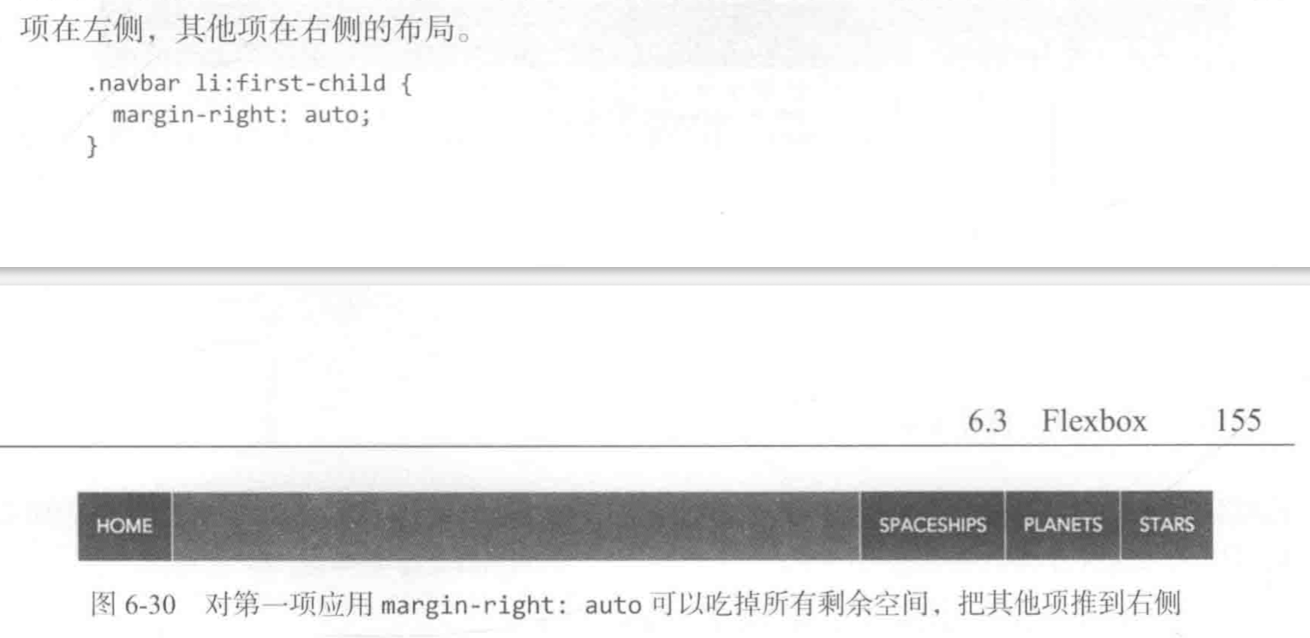 项在左侧，其他项在右侧的布局。
.navbar li:first-child {
  margin-right: auto;
}
6.3 Flexbox 155
HOME SPACESHIPS PLANETS STARS
图 6-30 对第一项应用 margin-right: auto 可以吃掉所有剩余空间，把其他项推到右侧